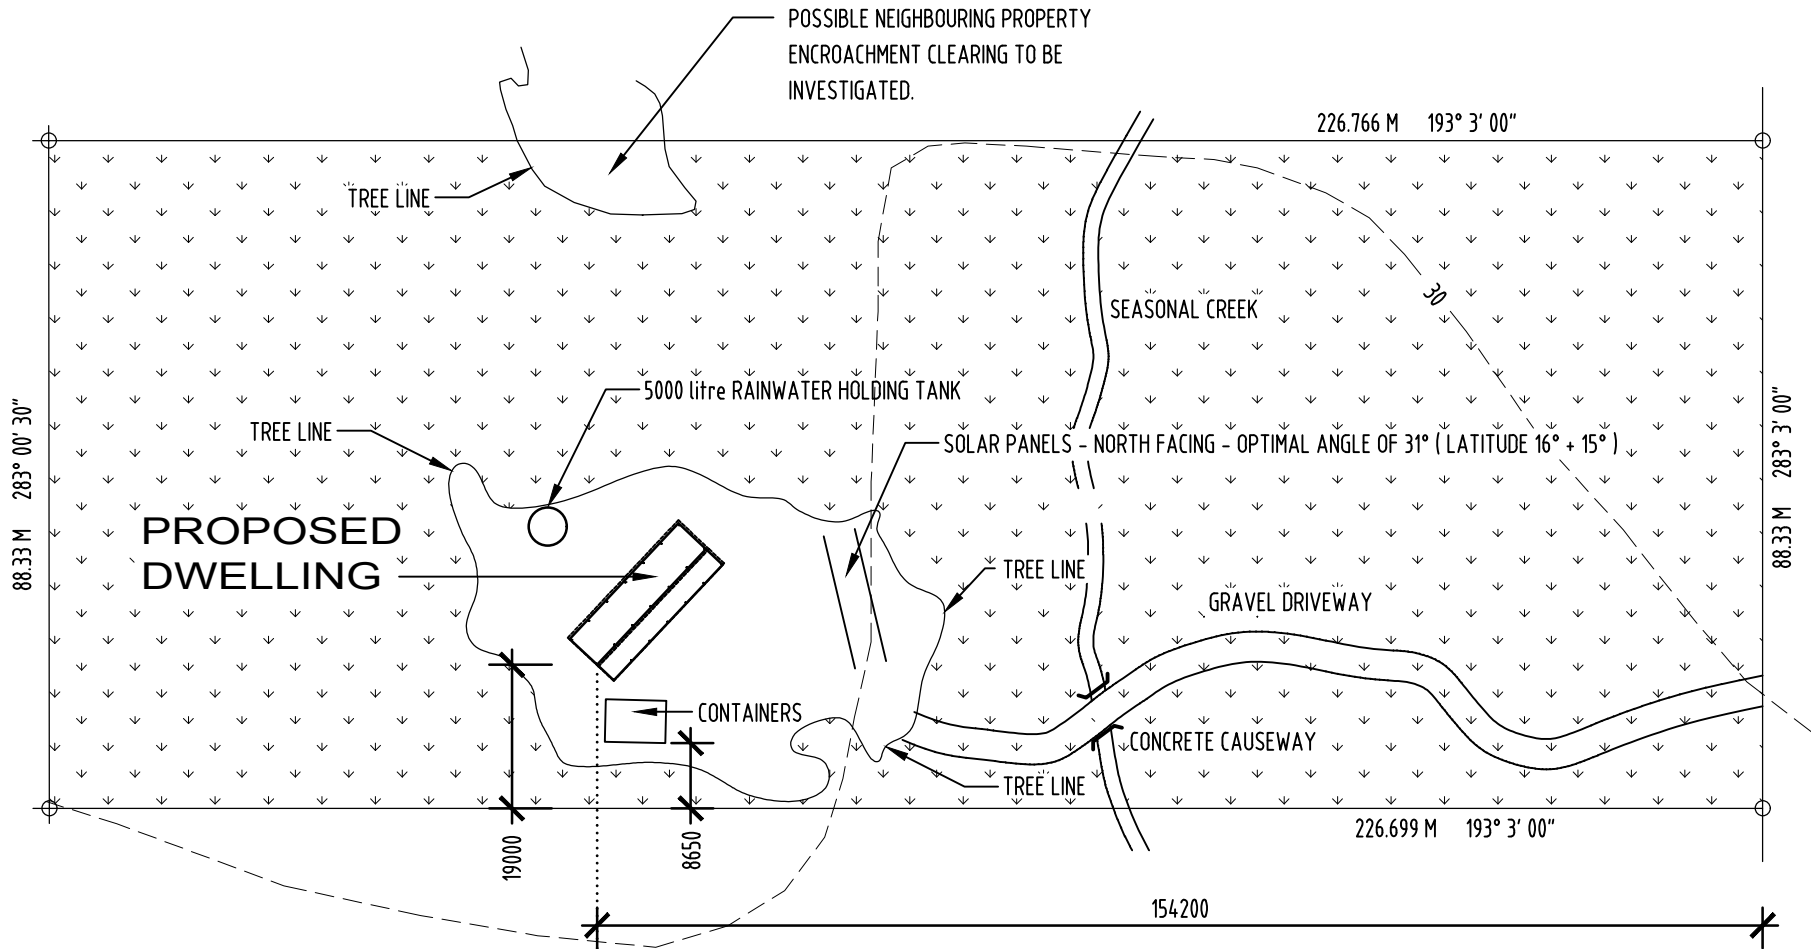 POSSIBLE NEIGHBOURING PROPERTY
ENCROACHMENT CLEARING TO BE
INVESTIGATED.
226.766 M 193° 3' 00"
TREE LINE
30
SEASONAL CREEK
5000 litre RAINWATER HOLDING TANK
TREE LINE
SOLAR PANELS - NORTH FACING - OPTIMAL ANGLE OF 31° ( LATITUDE 16° + 15° )
88.33 M 283° 00' 30"
88.33 M 283° 3' 00"
PROPOSED
DWELLING
TREE LINE
GRAVEL DRIVEWAY
CONTAINERS
CONCRETE CAUSEWAY
TREE LINE
226.699 M 193° 3' 00"
19000
8650
154200